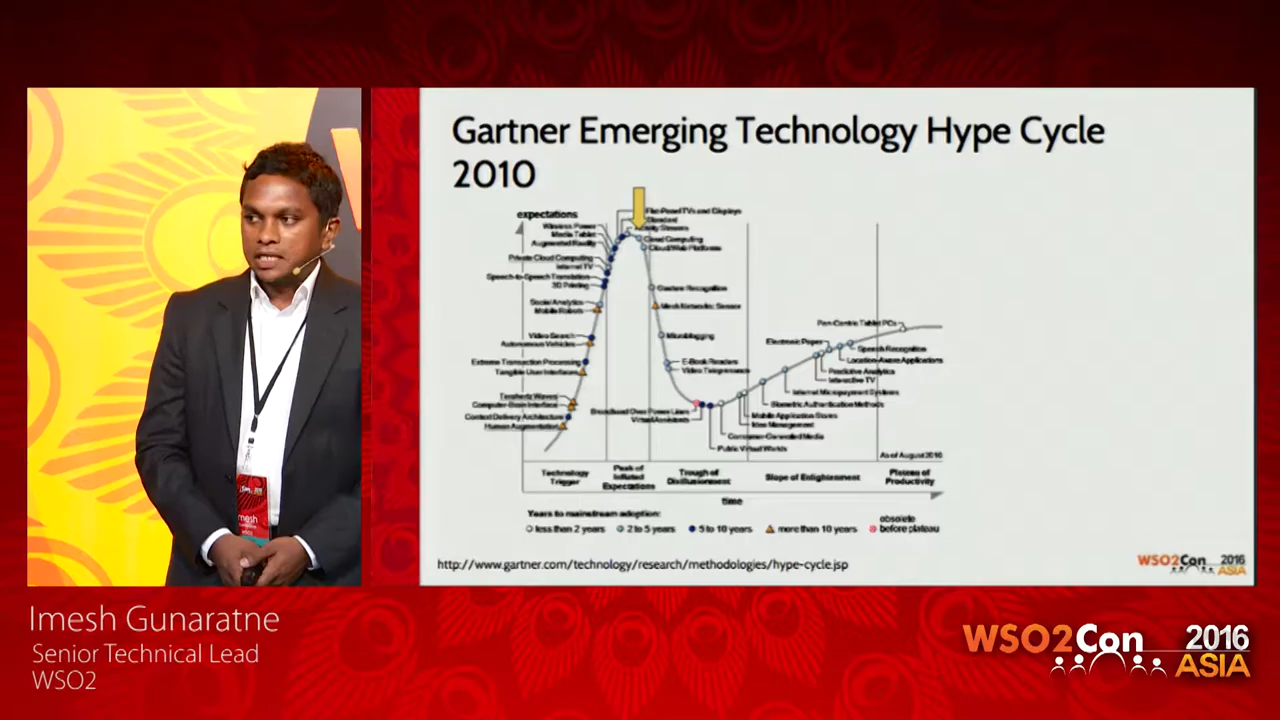 Gartner Emerging Technology Hype Cycle
2010
expectations
Flat-Panel TVs and Displays
Wireless Power
Media Tablet
Augmented Reality
Private Cloud Computing
Internet TV
Speech-to-Speech Translation
3D Printing
Social Analytics
Mobile Robots
Video Search
Autonomous Vehicles
Extreme Transaction Processing
Tangible User Interfaces
Terahertz Waves
Computer-Brain Interface
Context Delivery Architecture
Human Augmentation
Standard
Activity Streams
Cloud Computing
Cloud/Web Platforms
Gesture Recognition
Mesh Networks: Sensor
Microblogging
E-Book Readers
Video Telepresence
Broadband Over Power Lines
Virtual Assistants
Public Virtual Worlds
Consumer-Generated Media
Idea Management
Mobile Application Stores
Biometric Authentication Methods
Internet Micropayment Systems
Interactive TV
Predictive Analytics
Electronic Paper
Location-Aware Applications
Speech Recognition
Pen-Centric Tablet PCs
As of August 2010
Technology
Trigger
Peak of
Inflated
Expectations
Trough of
Disillusionment
Slope of Enlightenment
Plateau of
Productivity
time
Years to mainstream adoption:
less than 2 years
2 to 5 years
5 to 10 years
more than 10 years
obsolete
before plateau
http://www.gartner.com/technology/research/methodologies/hype-cycle.jsp
WSO2Con 2016
ASIA
Imesh
Imesh Gunaratne
Senior Technical Lead
WSO2
WSO2Con 2016
ASIA